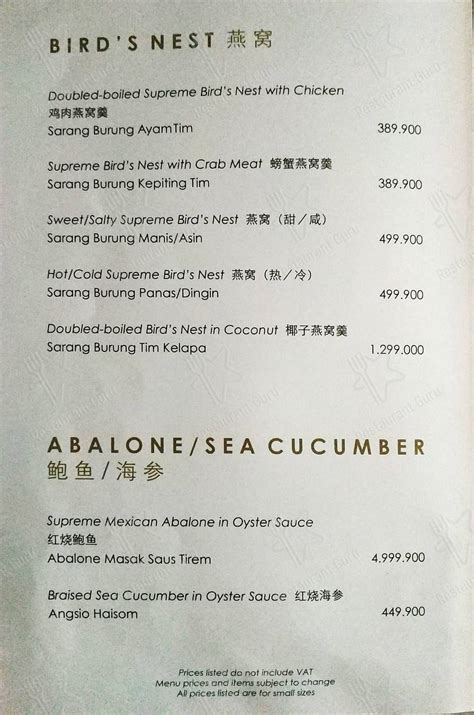 BIRD'S NEST 燕窝
Doubled-boiled Supreme Bird's Nest with Chicken
鸡肉燕窝羹
Sarang Burung AyamTim 389.900
Supreme Bird's Nest with Crab Meat 螃蟹燕窝羹
Sarang Burung Kepiting Tim 389.900
Sweet/Salty Supreme Bird's Nest 燕窝（甜／咸）
Sarang Burung Manis/Asin 499.900
Hot/Cold Supreme Bird's Nest 燕窝（热／冷）
Sarang Burung Panas/Dingin 499.900
Doubled-boiled Bird's Nest in Coconut 椰子燕窝羹
Sarang Burung Tim Kelapa 1.299.000
ABALONE/SEA CUCUMBER
鲍鱼/海参
Supreme Mexican Abalone in Oyster Sauce
红烧鲍鱼
Abalone Masak Saus Tirem 4.999.900
Braised Sea Cucumber in Oyster Sauce 红烧海参
Angsio Haisom 449.900
Prices listed do not include VAT
Menu prices and items subject to change
All prices listed are for small sizes
Restaurant Guru